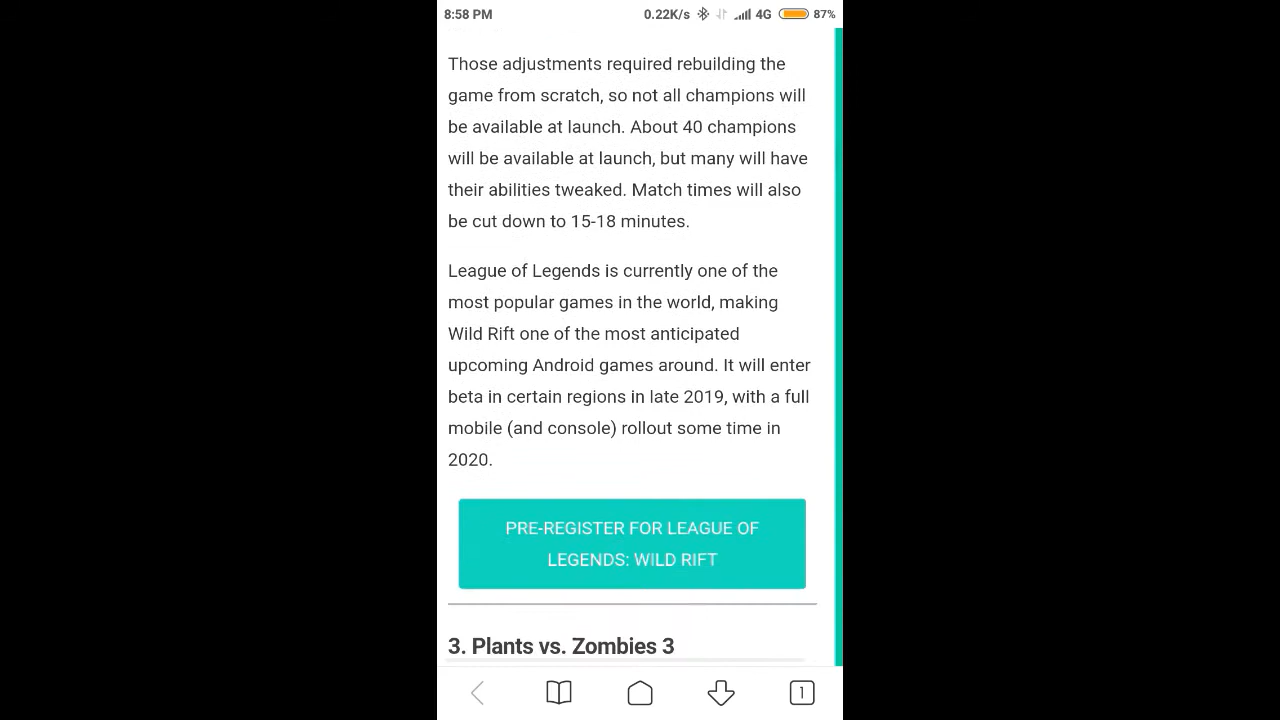 8:58 PM 0.22K/s 4G 87%
Those adjustments required rebuilding the
game from scratch, so not all champions will
be available at launch. About 40 champions
will be available at launch, but many will have
their abilities tweaked. Match times will also
be cut down to 15-18 minutes.
League of Legends is currently one of the
most popular games in the world, making
Wild Rift one of the most anticipated
upcoming Android games around. It will enter
beta in certain regions in late 2019, with a full
mobile (and console) rollout some time in
2020.
PRE-REGISTER FOR LEAGUE OF
LEGENDS: WILD RIFT
3. Plants vs. Zombies 3
1